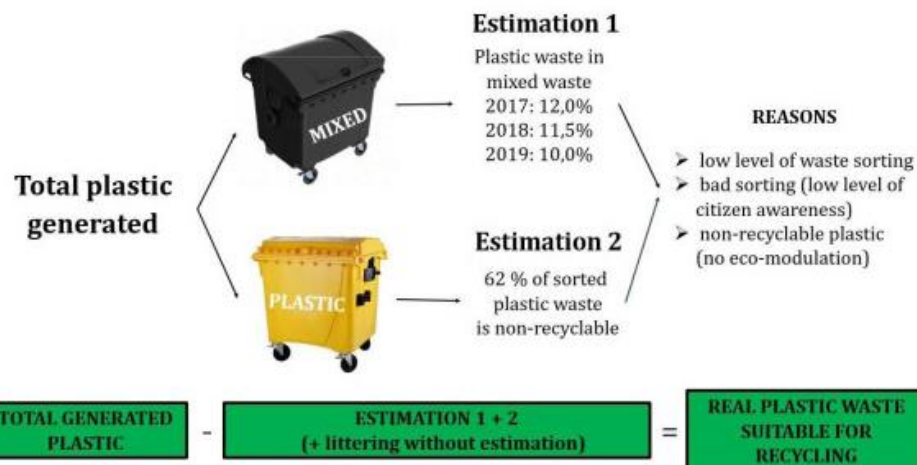 Estimation 1
Plastic waste in
mixed waste
2017: 12,0%
2018: 11,5%
2019: 10,0%
MIXED
REASONS
➢ low level of waste sorting
➢ bad sorting (low level of
citizen awareness)
➢ non-recyclable plastic
(no eco-modulation)
Total plastic
generated
Estimation 2
62 % of sorted
plastic waste
is non-recyclable
PLASTIC
TOTAL GENERATED
PLASTIC
-
ESTIMATION 1 + 2
(+ littering without estimation)
=
REAL PLASTIC WASTE
SUITABLE FOR
RECYCLING